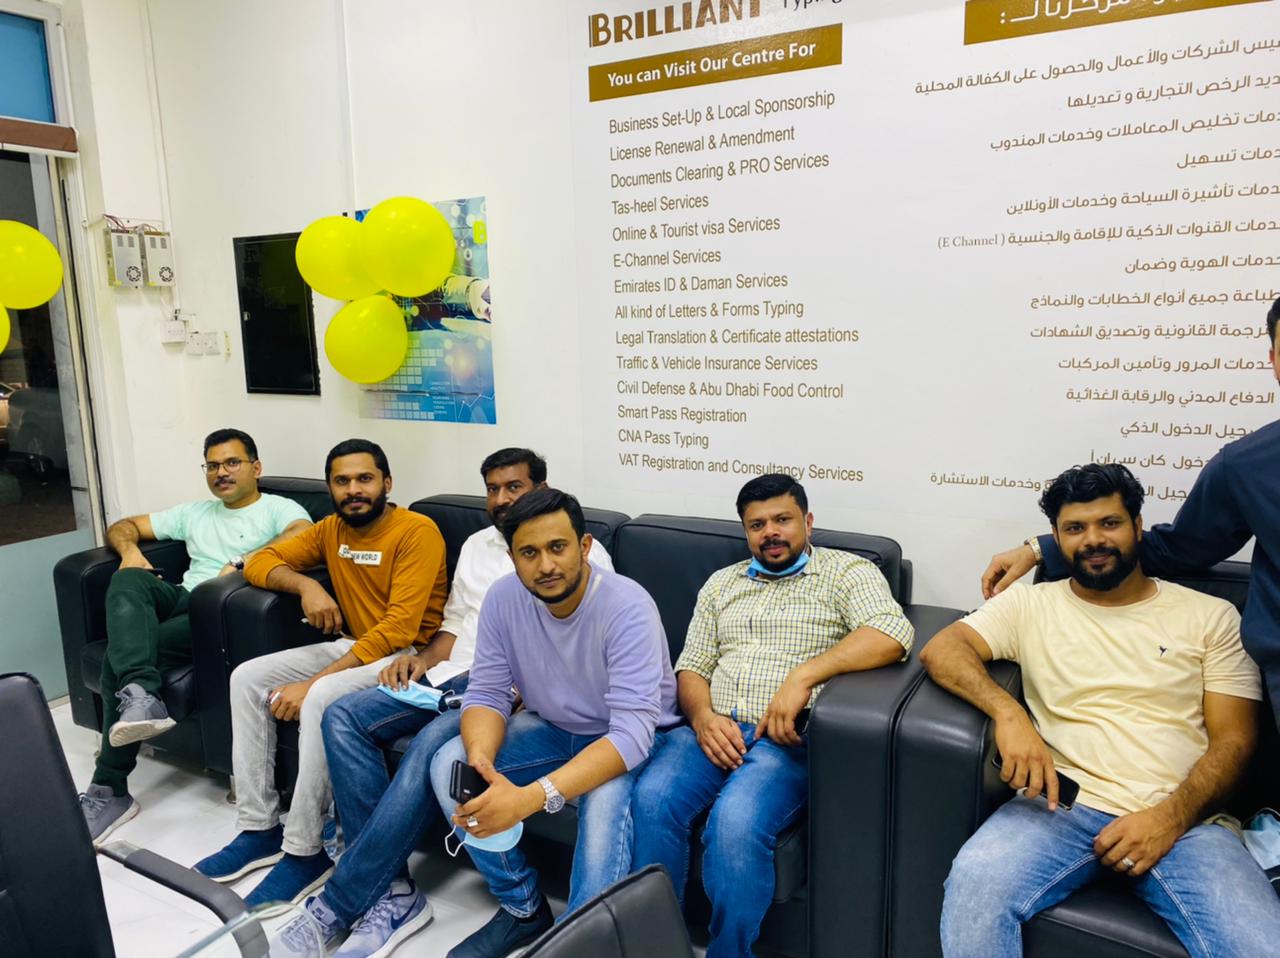 BRILLIANT Typing
You can Visit Our Centre For
Business Set-Up & Local Sponsorship
License Renewal & Amendment
Documents Clearing & PRO Services
Tas-heel Services
Online & Tourist visa Services
E-Channel Services
Emirates ID & Daman Services
All kind of Letters & Forms Typing
Legal Translation & Certificate attestations
Traffic & Vehicle Insurance Services
Civil Defense & Abu Dhabi Food Control
Smart Pass Registration
CNA Pass Typing
VAT Registration and Consultancy Services
الشركات والأعمال والحصول على الكفالة المحلية
الرخص التجارية و تعديلها
تخليص المعاملات وخدمات المندوب
تسهيل
تأشيرة السياحة وخدمات الأونلاين
القنوات الذكية للإقامة والجنسية (E Channel)
الهوية وضمان
جميع أنواع الخطابات والنماذج
القانونية وتصديق الشهادات
المرور وتأمين المركبات
الدفاع المدني والرقابة الغذائية
الدخول الذكي
كان سي ان أ
وخدمات الاستشارة
NEW WORLD